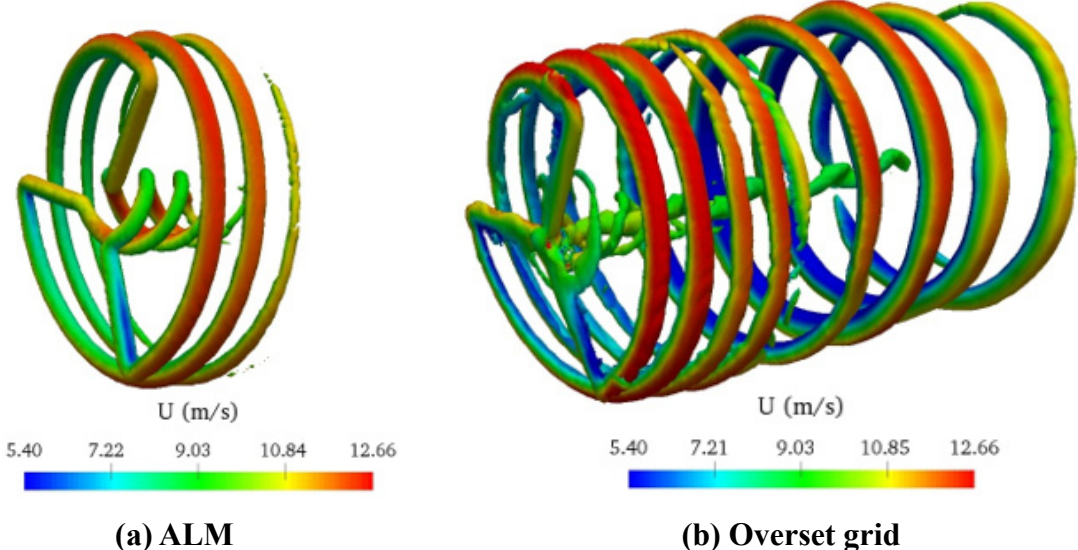 U (m/s)
5.40 7.22 9.03 10.84 12.66
(a) ALM
U (m/s)
5.40 7.21 9.03 10.85 12.66
(b) Overset grid